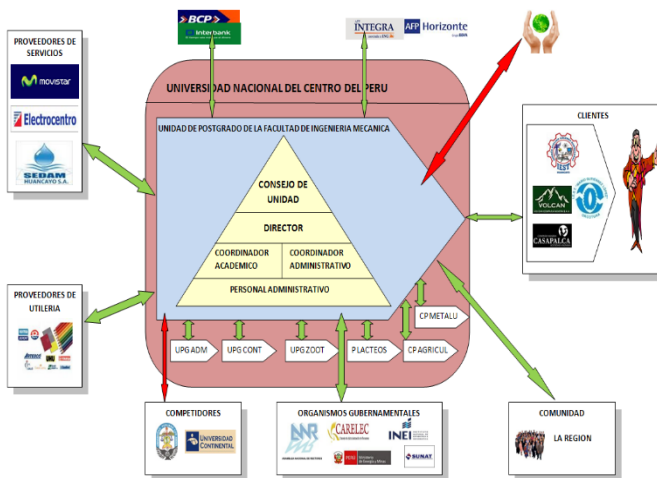 PROVEEDORES DE
SERVICIOS
movistar
Electrocentro
SEDAM
HUANCAYO S.A.
BCP
Interbank
INTEGRA
AFP Horizonte
UNIVERSIDAD NACIONAL DEL CENTRO DEL PERU
UNIDAD DE POSTGRADO DE LA FACULTAD DE INGENIERIA MECANICA
CONSEJO DE
UNIDAD
DIRECTOR
COORDINADOR
ACADEMICO
COORDINADOR
ADMINISTRATIVO
PERSONAL ADMINISTRATIVO
CLIENTES
VOLCAN
CASAPALCA
PROVEEDORES DE
UTILERIA
CP METALU
UPG ADM
UPG CONT
UPG ZOOT
P LACTEOS
CP AGRICUL
COMPETIDORES
UNIVERSIDAD
CONTINENTAL
ORGANISMOS GUBERNAMENTALES
ANR
CARELEC
INEI
PERÚ
SUNAT
COMUNIDAD
LA REGION